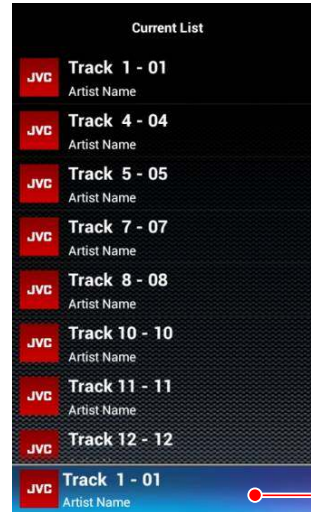 Current List
JVC
Track 1 - 01
Artist Name
JVC
Track 4 - 04
Artist Name
JVC
Track 5 - 05
Artist Name
JVC
Track 7 - 07
Artist Name
JVC
Track 8 - 08
Artist Name
JVC
Track 10 - 10
Artist Name
JVC
Track 11 - 11
Artist Name
JVC
Track 12 - 12
JVC
Track 1 - 01
Artist Name